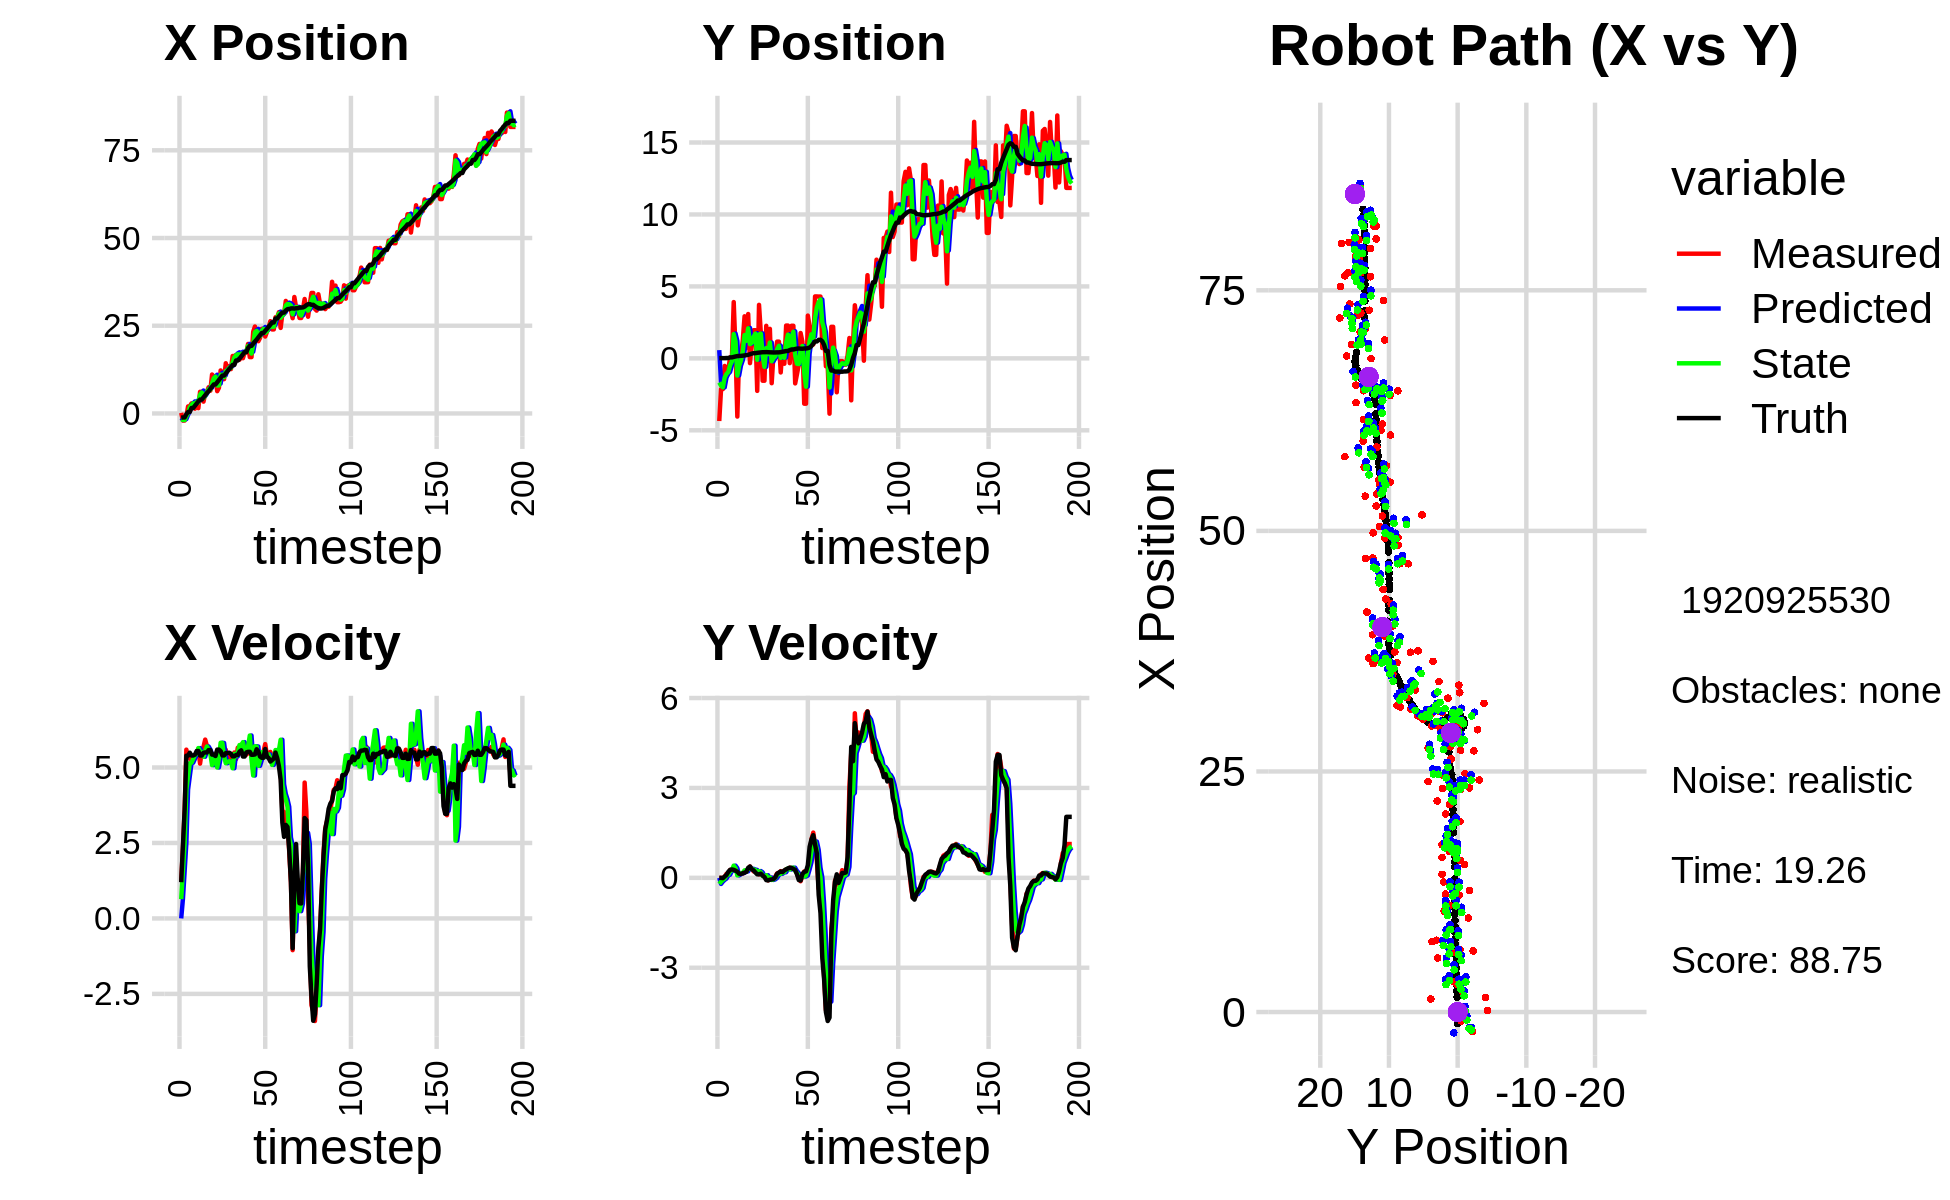 X Position
75
50
25
0
0
50
100
150
200
timestep
Y Position
15
10
5
0
-5
0
50
100
150
200
timestep
X Velocity
5.0
2.5
0.0
-2.5
0
50
100
150
200
timestep
Y Velocity
6
3
0
-3
0
50
100
150
200
timestep
Robot Path (X vs Y)
X Position
75
50
25
0
20 10 0 -10 -20
Y Position
variable
Measured
Predicted
State
Truth
1920925530
Obstacles: none
Noise: realistic
Time: 19.26
Score: 88.75